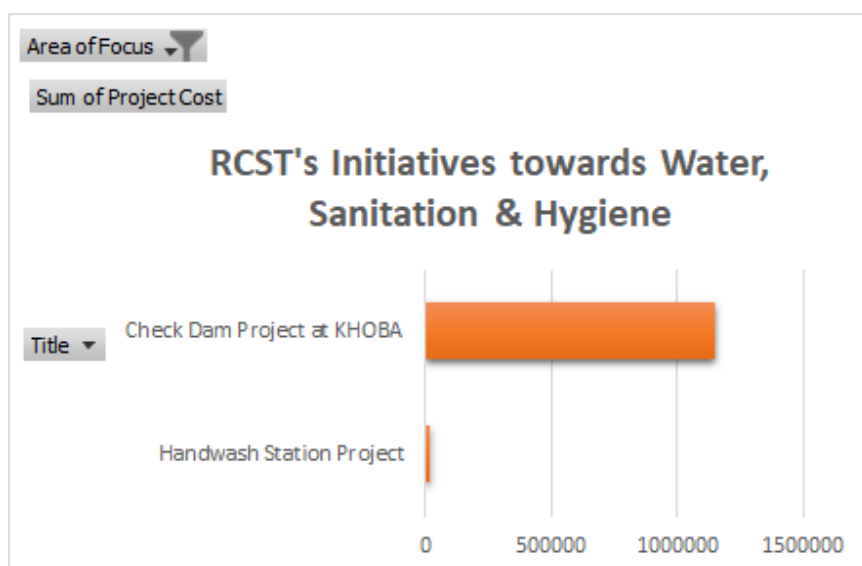 Area of Focus
Sum of Project Cost
RCST's Initiatives towards Water,
Sanitation & Hygiene
Check Dam Project at KHOBA
Title
Handwash Station Project
0 500000 1000000 1500000